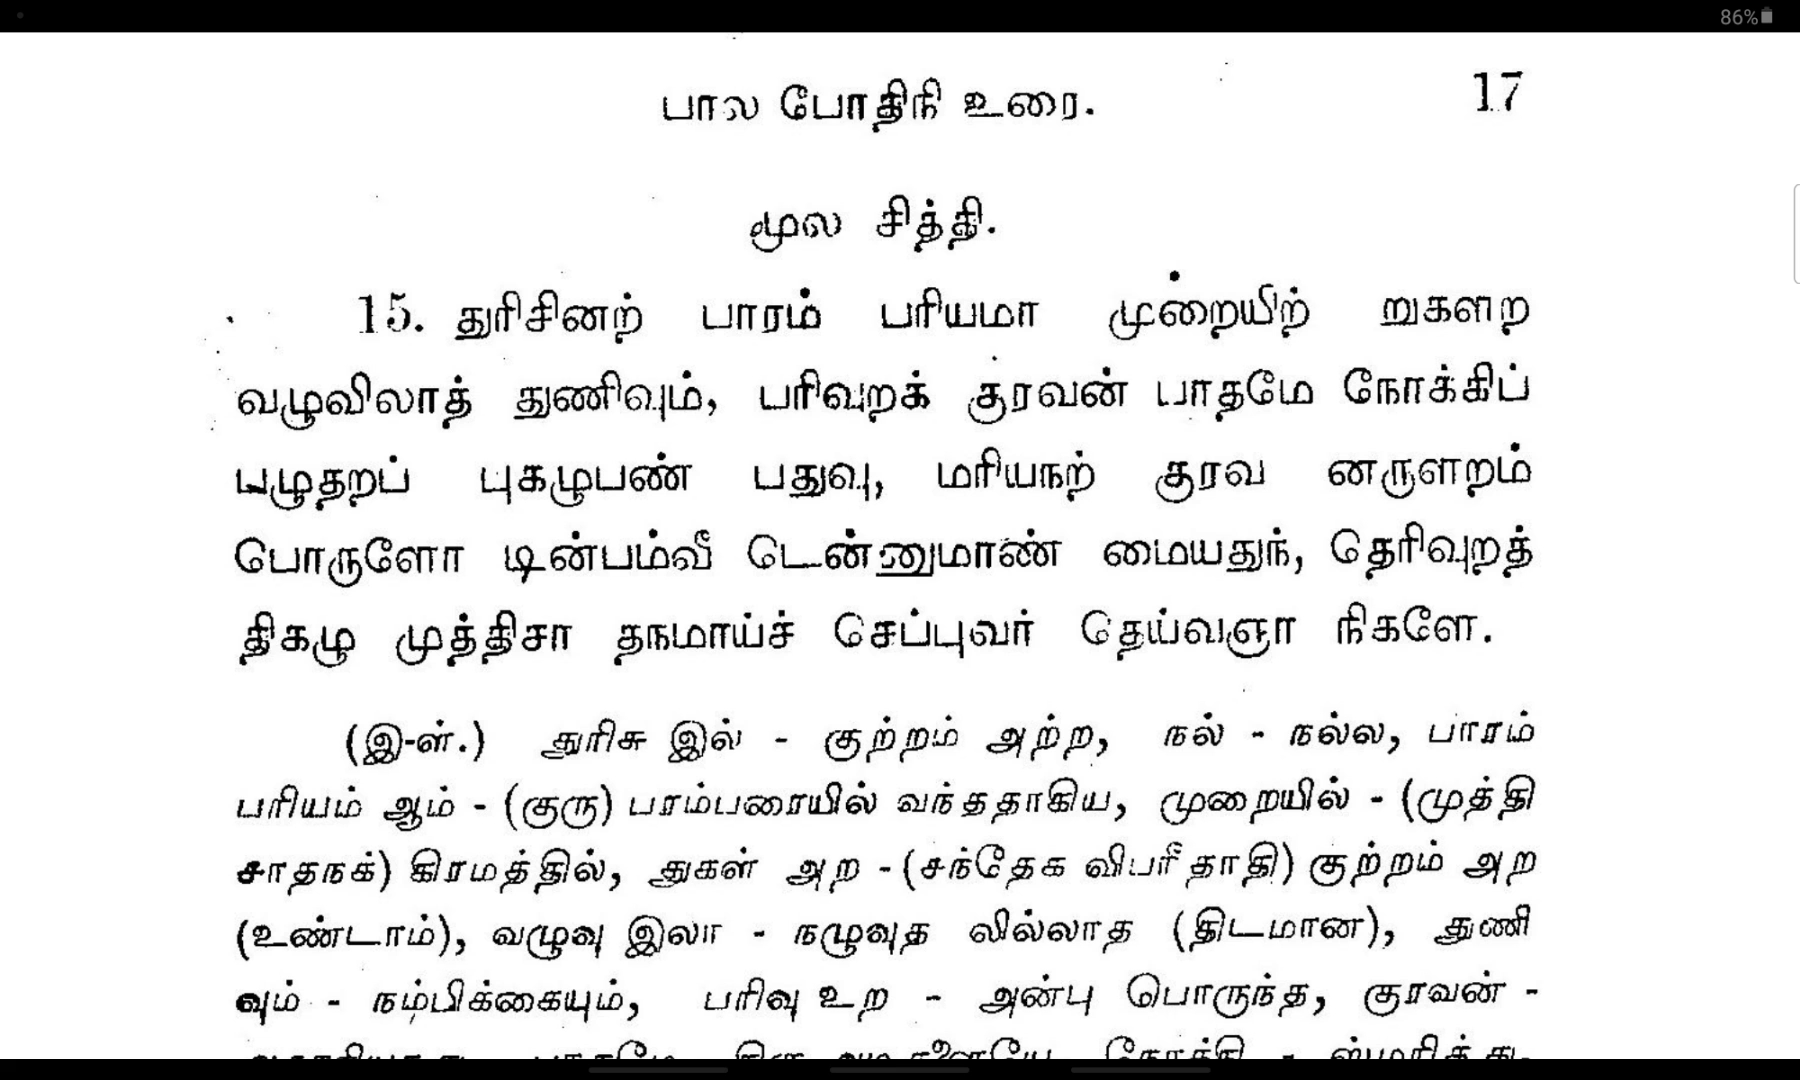 86%
பால போதிநி உரை. 17
மூல சித்தி.
15. துரிசினற் பாரம் பரியமா முறையிற் றுகளற
வழுவிலாத் துணிவும், பரிவுறக் குரவன் பாதமே நோக்கிப்
பழுதறப் புகழுபண் பதுவு, மரியநற் குரவ னருளறம்
பொருளோ டின்பம்வீ டென்னுமாண் மையதுந், தெரிவுறத்
திகழு முத்திசா தநமாய்ச் செப்புவர் தெய்வஞா நிகளே.
(இ-ள்.) துரிசு இல் - குற்றம் அற்ற, நல் - நல்ல, பாரம்
பரியம் ஆம் - (குரு) பரம்பரையில் வந்ததாகிய, முறையில் - (முத்தி
சாதநக்) கிரமத்தில், துகள் அற - (சந்தேக விபரீதாதி) குற்றம் அற
(உண்டாம்), வழுவு இலா - நழுவுத லில்லாத (திடமான), துணி
வும் - நம்பிக்கையும், பரிவு உற - அன்பு பொருந்த, குரவன் -